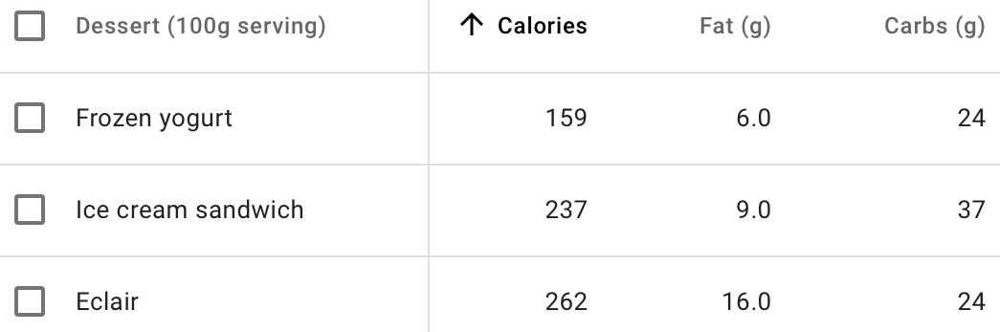 Dessert (100g serving) Calories Fat (g) Carbs (g)
Frozen yogurt 159 6.0 24
Ice cream sandwich 237 9.0 37
Eclair 262 16.0 24